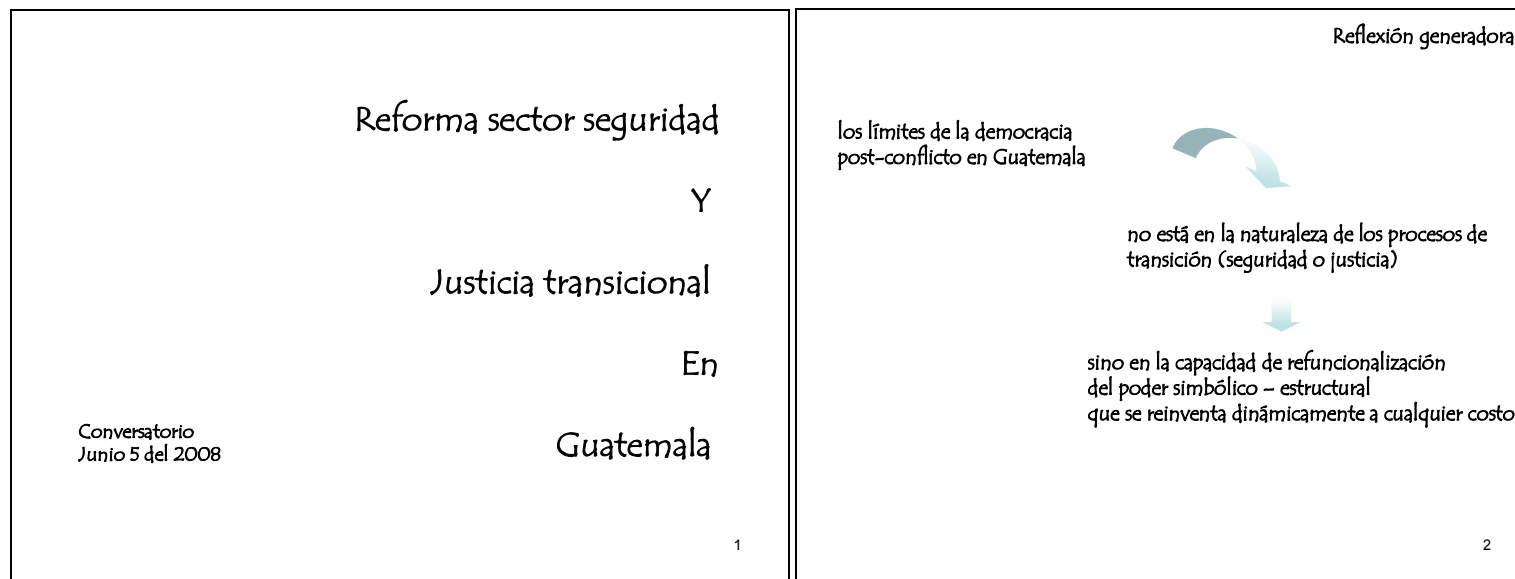 Reforma sector seguridad
Y
Justicia transicional
En
Guatemala
Conversatorio
Junio 5 del 2008
1
Reflexión generadora
los límites de la democracia
post-conflicto en Guatemala
no está en la naturaleza de los procesos de
transición (seguridad o justicia)
sino en la capacidad de refuncionalización
del poder simbólico – estructural
que se reinventa dinámicamente a cualquier costo
2